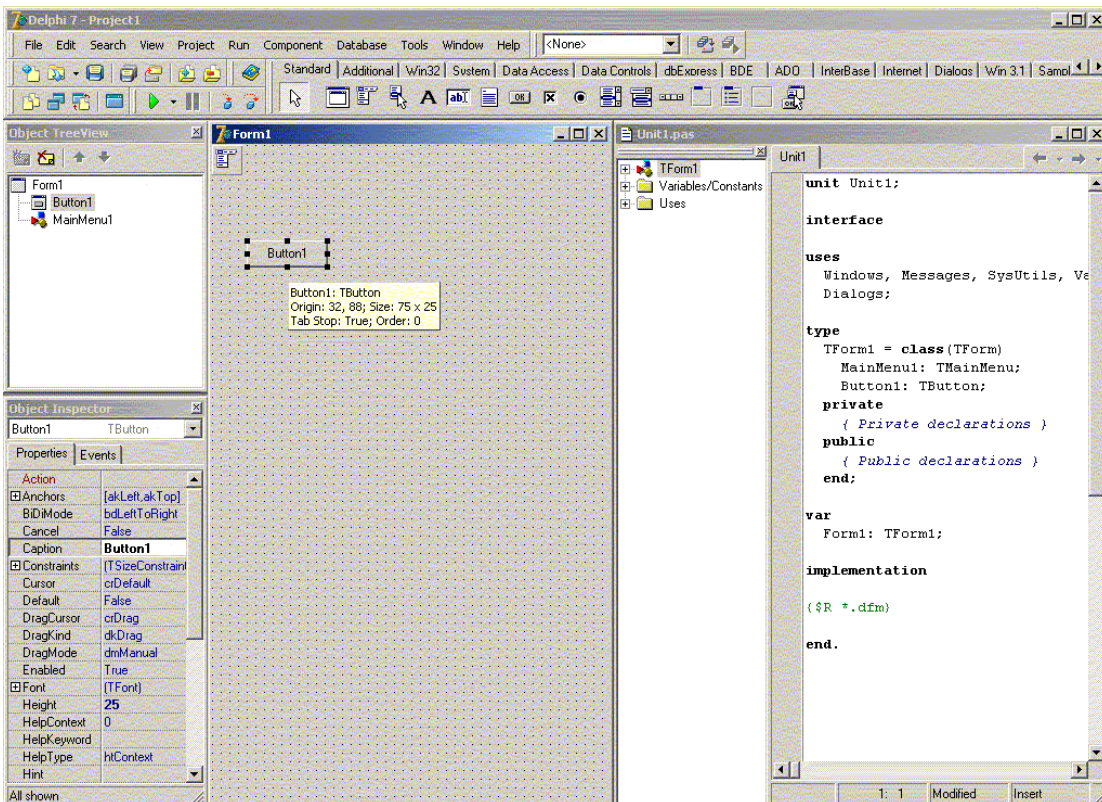 Delphi 7 - Project1
File Edit Search View Project Run Component Database Tools Window Help <None>
Standard Additional Win32 System Data Access Data Controls dbExpress BDE ADO InterBase Internet Dialogs Win 3.1 Sampl
A ab OK OK
Object TreeView
Form1
Button1
MainMenu1
Object Inspector
Button1 TButton
Properties Events
Action
Anchors [akLeft,akTop]
BiDiMode bdLeftToRight
Cancel False
Caption Button1
Constraints (TSizeConstraint
Cursor crDefault
Default False
DragCursor crDrag
DragKind dkDrag
DragMode dmManual
Enabled True
Font (TFont)
Height 25
HelpContext 0
HelpKeyword
HelpType htContext
Hint
All shown
Form1
Button1
Button1: TButton
Origin: 32, 88; Size: 75 x 25
Tab Stop: True; Order: 0
Unit1.pas
TForm1
Variables/Constants
Uses
Unit1
unit Unit1;
interface
uses
Windows, Messages, SysUtils, Va
Dialogs;
type
TForm1 = class(TForm)
MainMenu1: TMainMenu;
Button1: TButton;
private
{ Private declarations }
public
{ Public declarations }
end;
var
Form1: TForm1;
implementation
{$R *.dfm}
end.
1: 1 Modified Insert